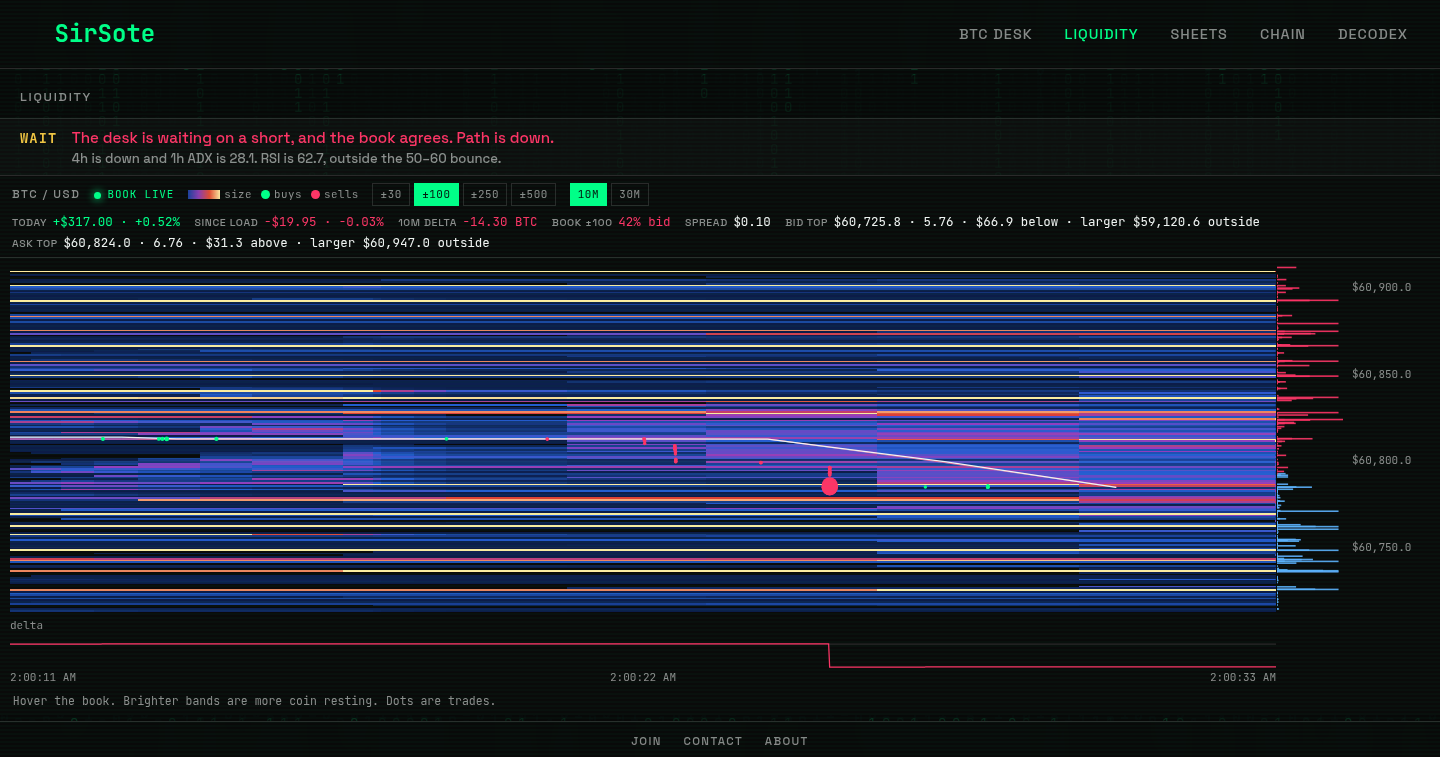 SirSote
BTC DESK LIQUIDITY SHEETS CHAIN DECODEX
LIQUIDITY
WAIT The desk is waiting on a short, and the book agrees. Path is down.
4h is down and 1h ADX is 28.1. RSI is 62.7, outside the 50–60 bounce.
BTC / USD BOOK LIVE size buys sells ±30 ±100 ±250 ±500 10M 30M
TODAY +$317.00 · +0.52% SINCE LOAD -$19.95 · -0.03% 10M DELTA -14.30 BTC BOOK ±100 42% bid SPREAD $0.10 BID TOP $60,725.8 · 5.76 · $66.9 below · larger $59,120.6 outside
ASK TOP $60,824.0 · 6.76 · $31.3 above · larger $60,947.0 outside
$60,900.0
$60,850.0
$60,800.0
$60,750.0
delta
2:00:11 AM 2:00:22 AM 2:00:33 AM
Hover the book. Brighter bands are more coin resting. Dots are trades.
JOIN CONTACT ABOUT